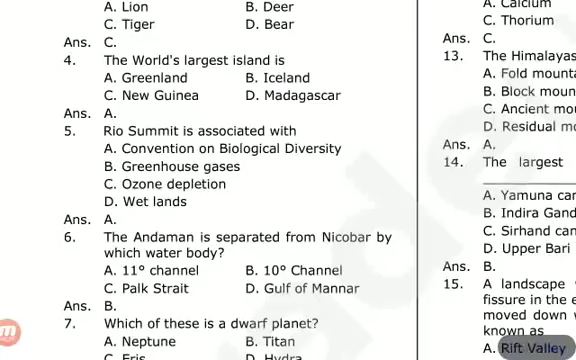 A. Lion B. Deer
C. Tiger D. Bear
Ans. C.
4. The World's largest island is
A. Greenland B. Iceland
C. New Guinea D. Madagascar
Ans. A.
5. Rio Summit is associated with
A. Convention on Biological Diversity
B. Greenhouse gases
C. Ozone depletion
D. Wet lands
Ans. A.
6. The Andaman is separated from Nicobar by
which water body?
A. 11° channel B. 10° Channel
C. Palk Strait D. Gulf of Mannar
Ans. B.
7. Which of these is a dwarf planet?
A. Neptune B. Titan
C. Eris D. Hydra
A. Calcium
C. Thorium
Ans. C.
13. The Himalayas
A. Fold mounta
B. Block moun
C. Ancient mou
D. Residual mo
Ans. A.
14. The largest
A. Yamuna can
B. Indira Gand
C. Sirhand can
D. Upper Bari
Ans. B.
15. A landscape
fissure in the e
moved down
known as
A. Rift Valley